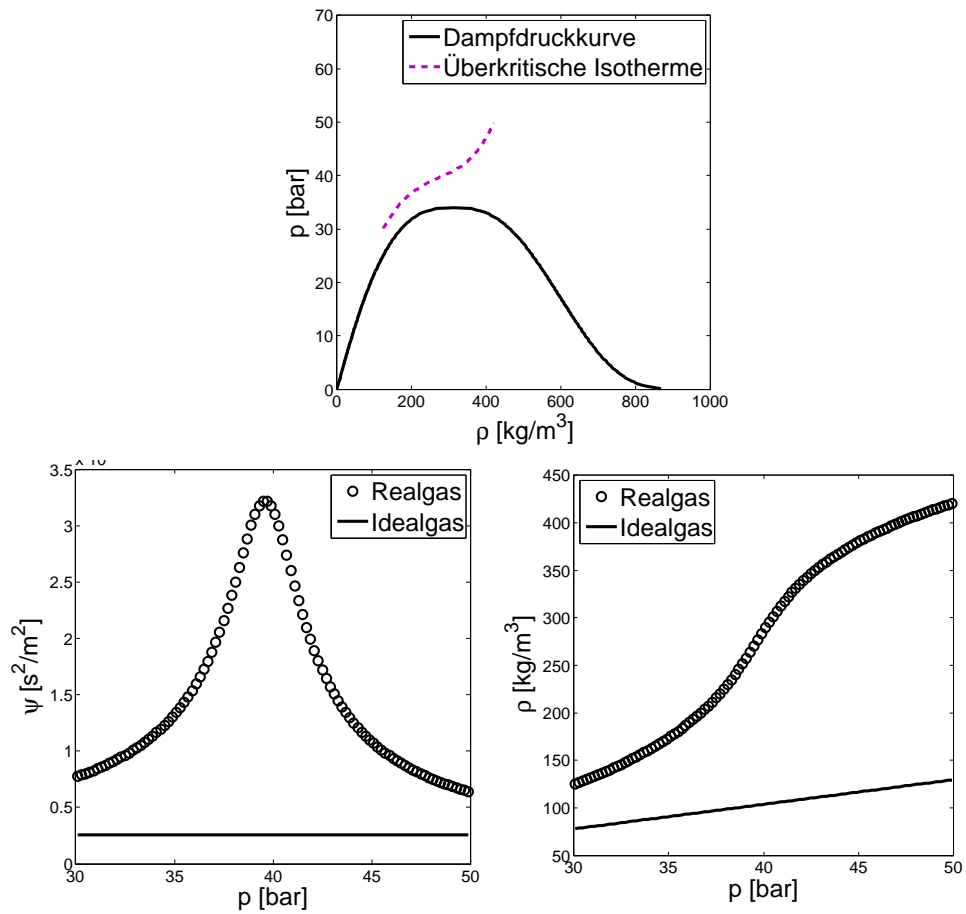 70
60
50
40
30
20
10
0
p [bar]
Dampfdruckkurve
Überkritische Isotherme
0 200 400 600 800 1000
ρ [kg/m³]
3.5
3
2.5
2
1.5
1
0.5
0
ψ [s²/m²]
Realgas
Idealgas
30 35 40 45 50
p [bar]
450
400
350
300
250
200
150
100
50
ρ [kg/m³]
Realgas
Idealgas
30 35 40 45 50
p [bar]